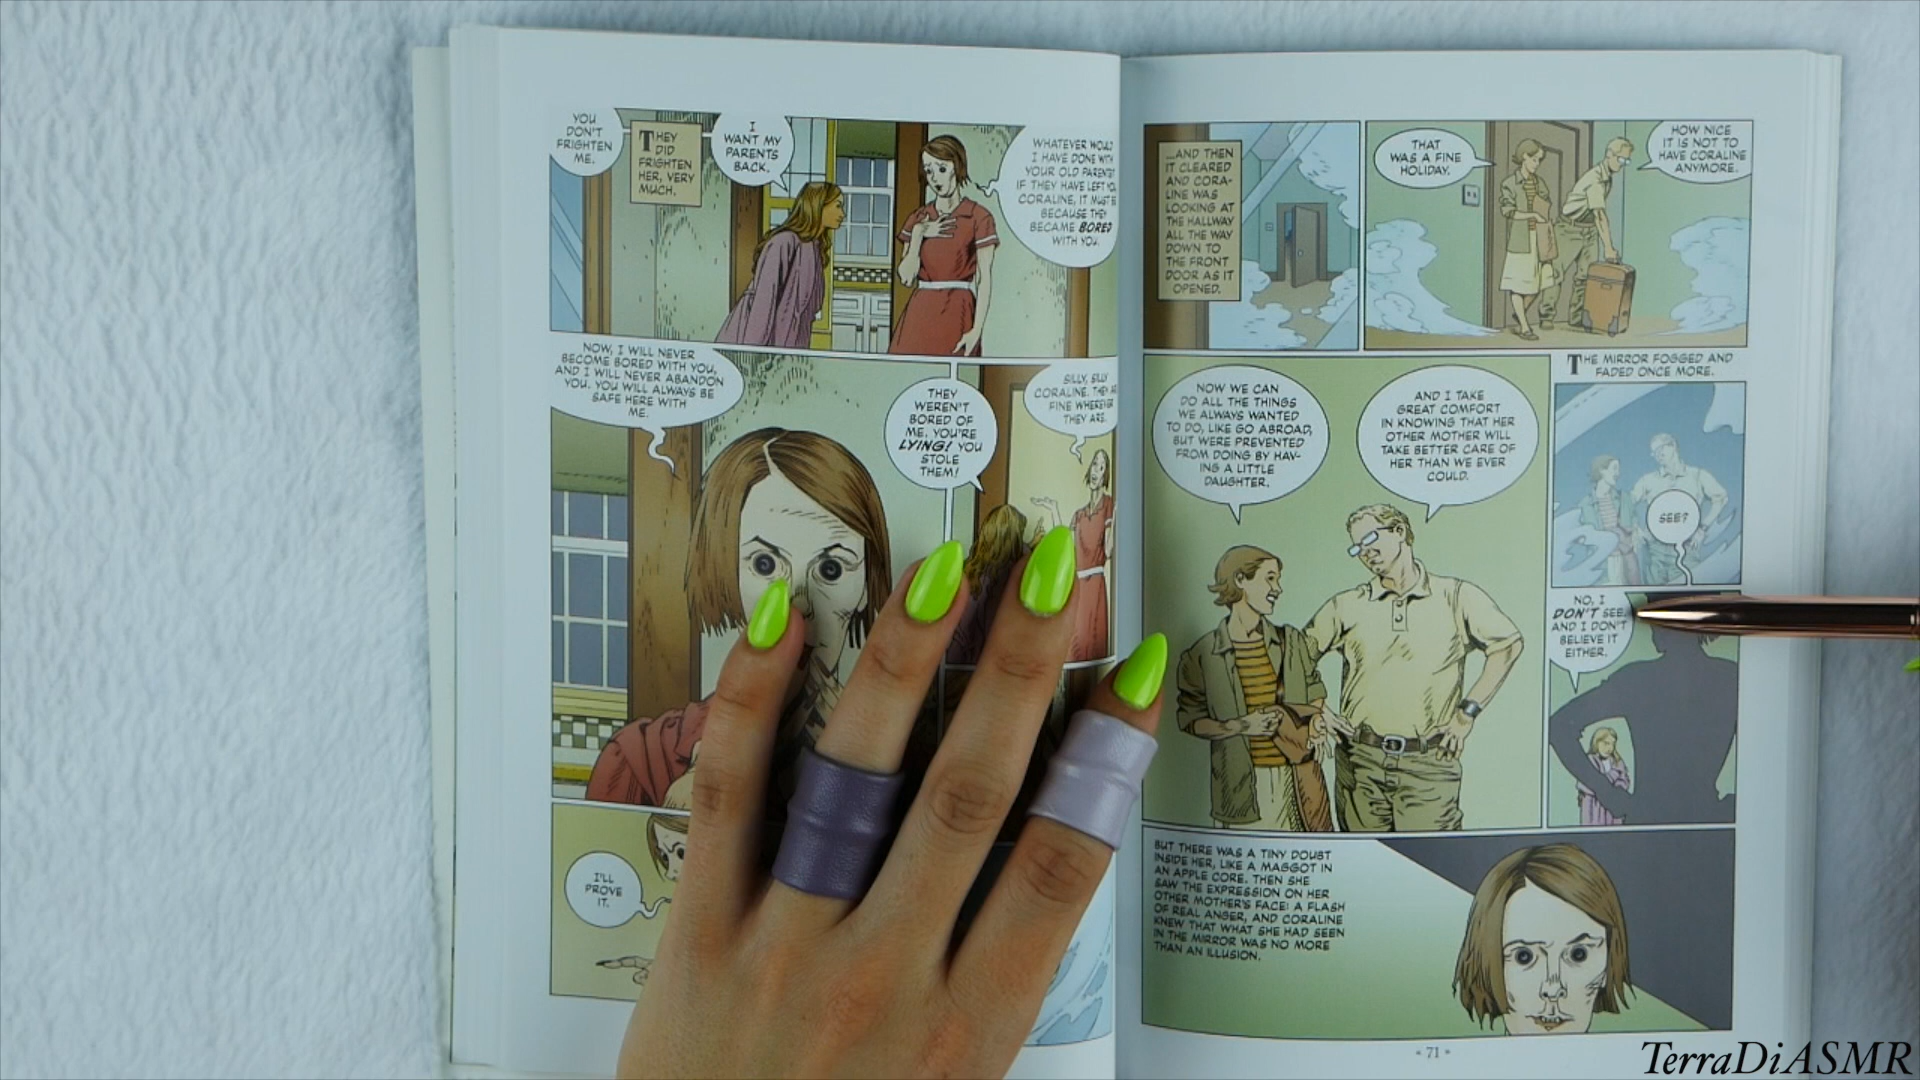 YOU
DON'T
FRIGHTEN
ME.
THEY
DID
FRIGHTEN
HER, VERY
MUCH.
I
WANT MY
PARENTS
BACK.
WHATEVER WOUL
I HAVE DONE WITH
YOUR OLD PARENTS
IF THEY HAVE LEFT YO
CORALINE, IT MUST B
BECAUSE THEY
BECAME BORED
WITH YOU.
NOW, I WILL NEVER
BECOME BORED WITH YOU,
AND I WILL NEVER ABANDON
YOU. YOU WILL ALWAYS BE
SAFE HERE WITH
ME.
THEY
WEREN'T
BORED OF
ME. YOU'RE
LYING! YOU
STOLE
THEM!
SILLY, SILLY
CORALINE. THEY AR
FINE WHEREVER
THEY ARE.
I'LL
PROVE
IT.
...AND THEN
IT CLEARED
AND CORA-
LINE WAS
LOOKING AT
THE HALLWAY
ALL THE WAY
DOWN TO
THE FRONT
DOOR AS IT
OPENED.
THAT
WAS A FINE
HOLIDAY.
HOW NICE
IT IS NOT TO
HAVE CORALINE
ANYMORE.
NOW WE CAN
DO ALL THE THINGS
WE ALWAYS WANTED
TO DO, LIKE GO ABROAD,
BUT WERE PREVENTED
FROM DOING BY HAV-
ING A LITTLE
DAUGHTER.
AND I TAKE
GREAT COMFORT
IN KNOWING THAT HER
OTHER MOTHER WILL
TAKE BETTER CARE OF
HER THAN WE EVER
COULD.
THE MIRROR FOGGED AND
FADED ONCE MORE.
SEE?
NO, I
DON'T SEE.
AND I DON'T
BELIEVE IT
EITHER.
BUT THERE WAS A TINY DOUBT
INSIDE HER, LIKE A MAGGOT IN
AN APPLE CORE. THEN SHE
SAW THE EXPRESSION ON HER
OTHER MOTHER'S FACE: A FLASH
OF REAL ANGER, AND CORALINE
KNEW THAT WHAT SHE HAD SEEN
IN THE MIRROR WAS NO MORE
THAN AN ILLUSION.
71
TerraDiASMR